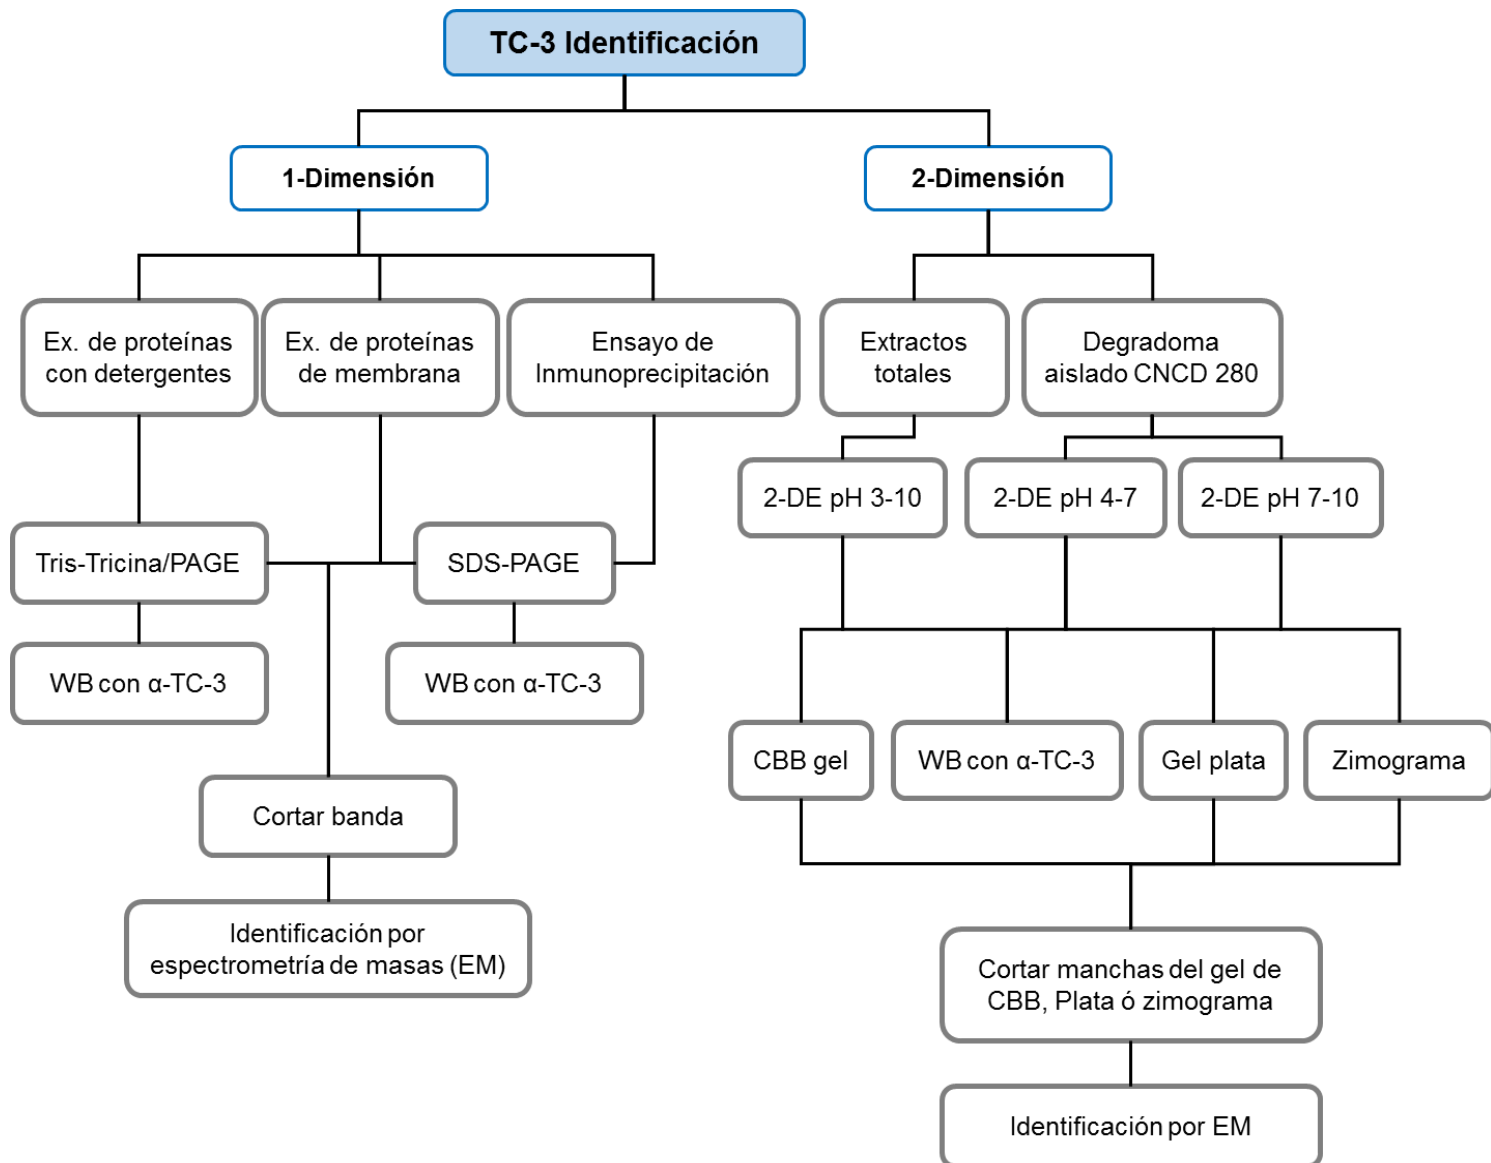 TC-3 Identificación
1-Dimensión
2-Dimensión
Ex. de proteínas
con detergentes
Ex. de proteínas
de membrana
Ensayo de
Inmunoprecipitación
Extractos
totales
Degradoma
aislado CNCD 280
2-DE pH 3-10
2-DE pH 4-7
2-DE pH 7-10
Tris-Tricina/PAGE
SDS-PAGE
WB con α-TC-3
WB con α-TC-3
CBB gel
WB con α-TC-3
Gel plata
Zimograma
Cortar banda
Identificación por
espectrometría de masas (EM)
Cortar manchas del gel de
CBB, Plata ó zimograma
Identificación por EM